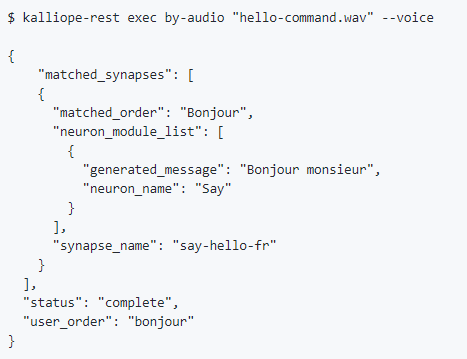 $ kalliope-rest exec by-audio "hello-command.wav" --voice

{
    "matched_synapses": [
    {
      "matched_order": "Bonjour",
      "neuron_module_list": [
        {
          "generated_message": "Bonjour monsieur",
          "neuron_name": "Say"
        }
      ],
      "synapse_name": "say-hello-fr"
    }
  ],
  "status": "complete",
  "user_order": "bonjour"
}